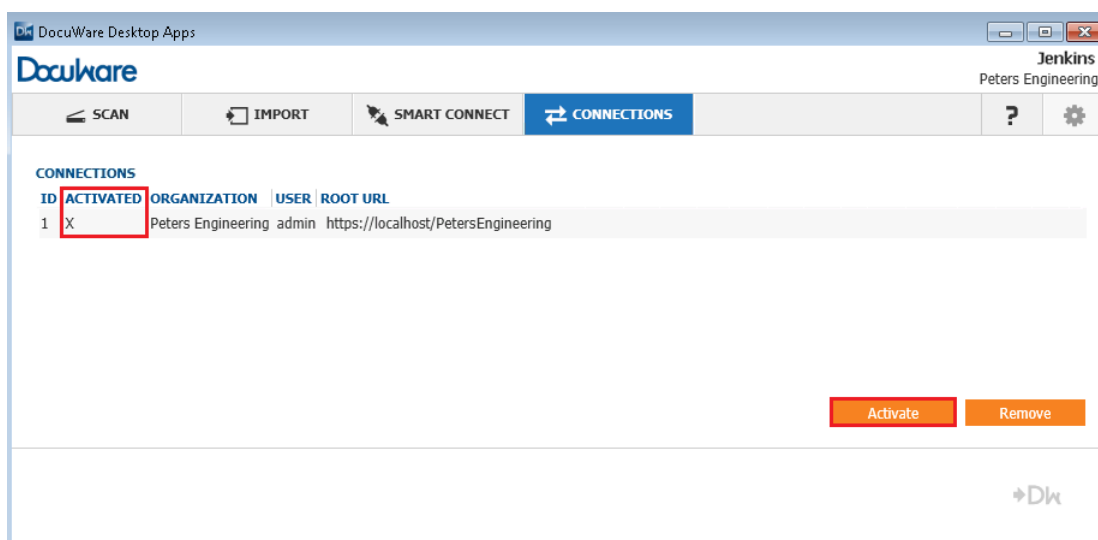 DW DocuWare Desktop Apps
DocuWare
Jenkins
Peters Engineering
SCAN IMPORT SMART CONNECT CONNECTIONS ?
CONNECTIONS
ID ACTIVATED ORGANIZATION USER ROOT URL
1 X Peters Engineering admin https://localhost/PetersEngineering
Activate Remove
DW